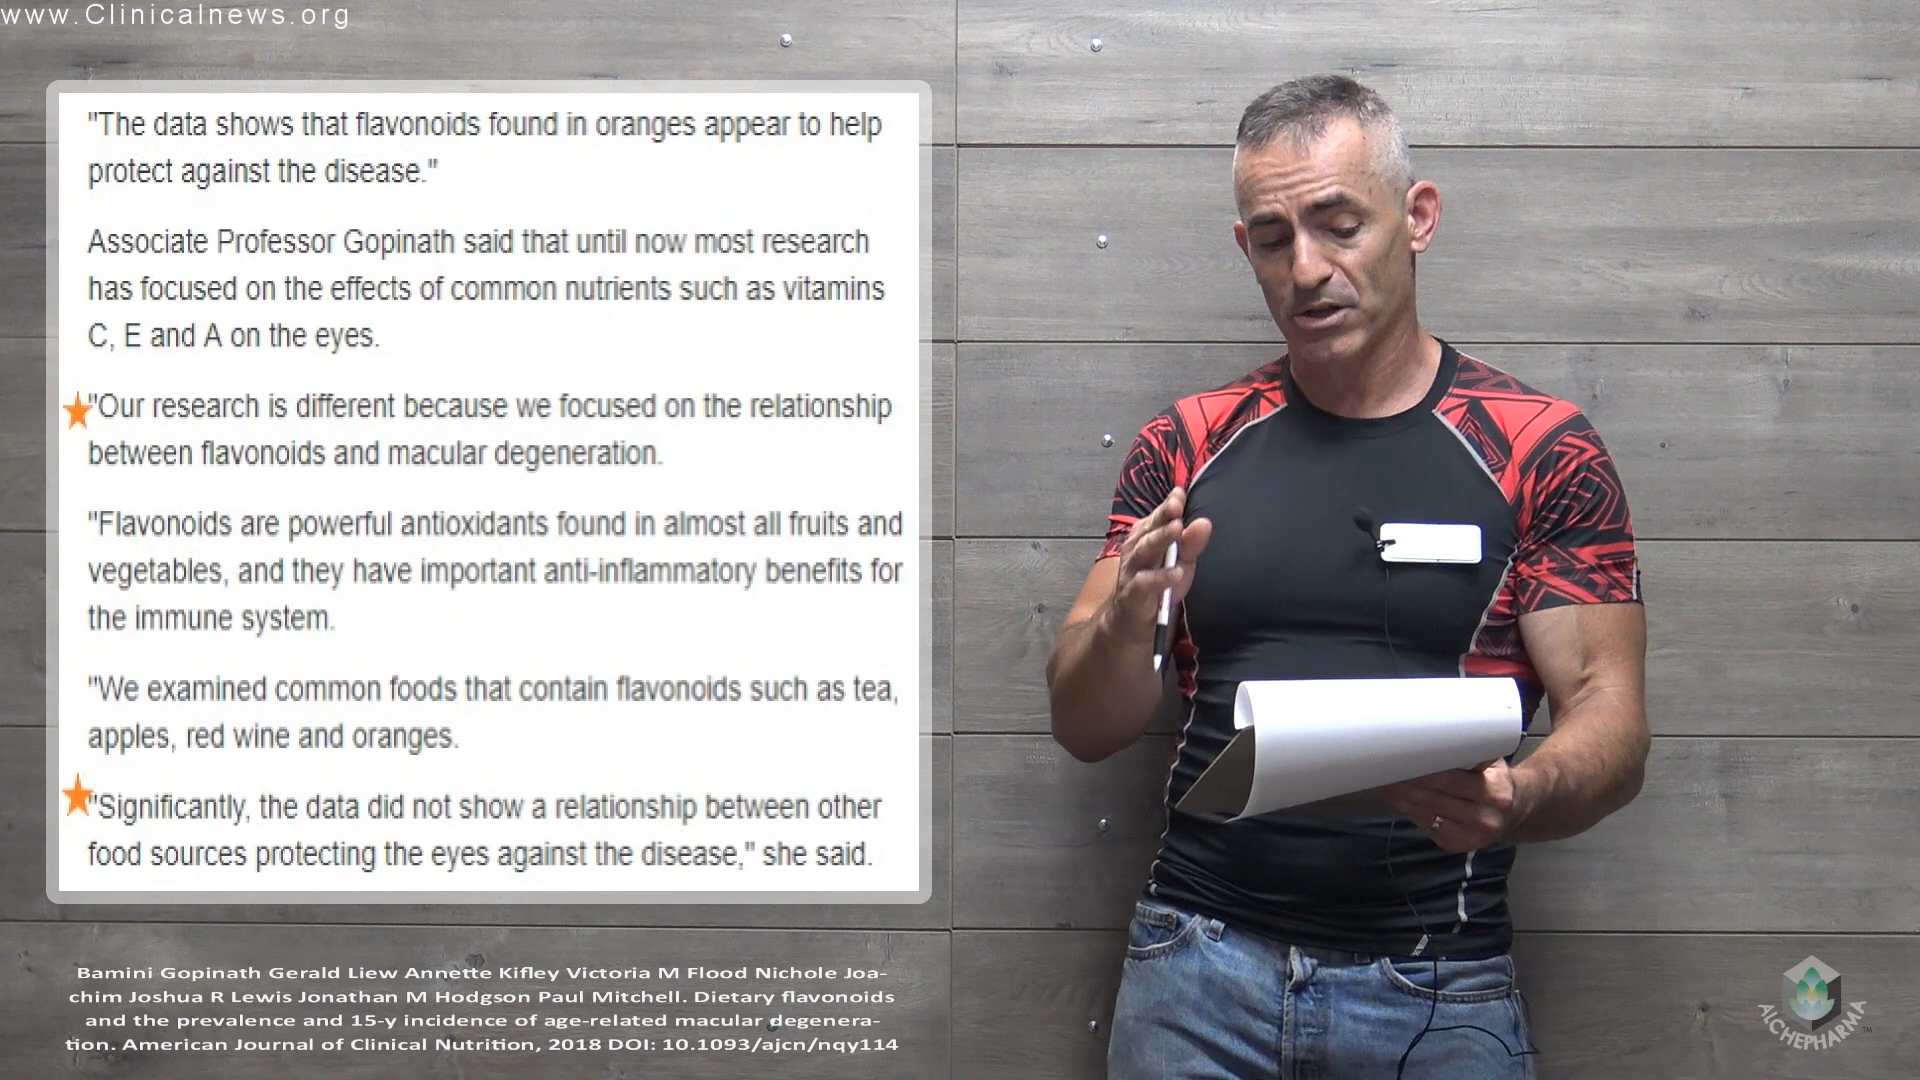 www.Clinicalnews.org
"The data shows that flavonoids found in oranges appear to help
protect against the disease."
Associate Professor Gopinath said that until now most research
has focused on the effects of common nutrients such as vitamins
C, E and A on the eyes.
"Our research is different because we focused on the relationship
between flavonoids and macular degeneration.
"Flavonoids are powerful antioxidants found in almost all fruits and
vegetables, and they have important anti-inflammatory benefits for
the immune system.
"We examined common foods that contain flavonoids such as tea,
apples, red wine and oranges.
"Significantly, the data did not show a relationship between other
food sources protecting the eyes against the disease," she said.
Bamini Gopinath Gerald Liew Annette Kifley Victoria M Flood Nichole Joa-
chim Joshua R Lewis Jonathan M Hodgson Paul Mitchell. Dietary flavonoids
and the prevalence and 15-y incidence of age-related macular degenera-
tion. American Journal of Clinical Nutrition, 2018 DOI: 10.1093/ajcn/nqy114
ALCHEPHARMA™